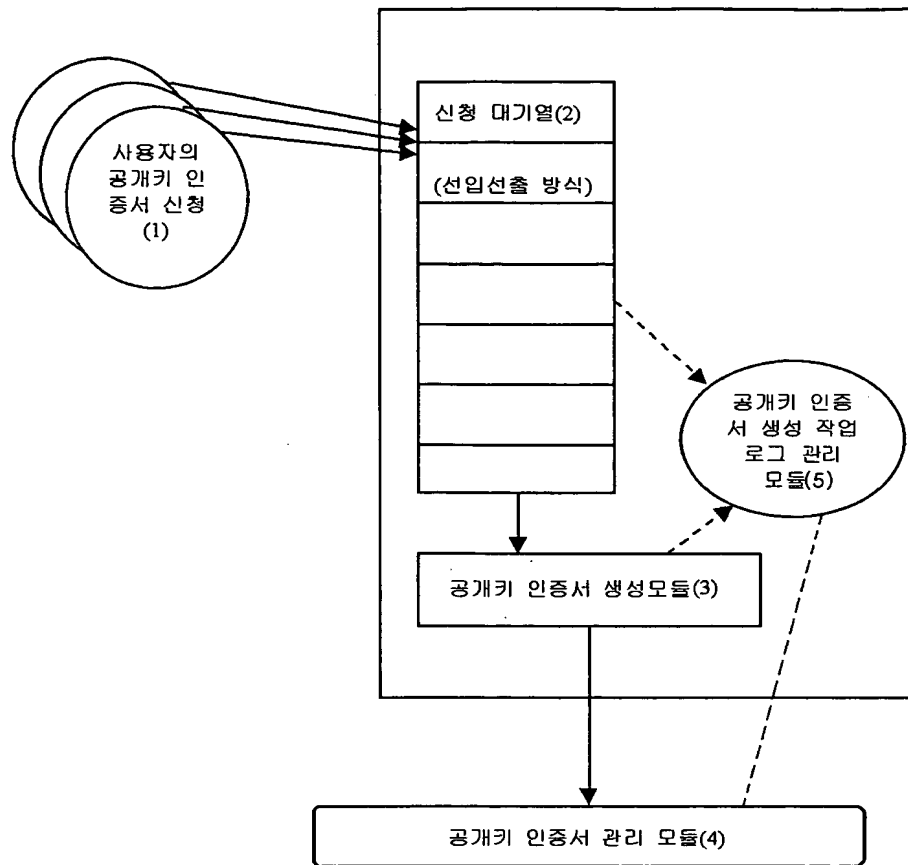 신청 대기열(2)
(선입선출 방식)
사용자의
공개키 인
증서 신청
(1)
공개키 인증
서 생성 작업
로그 관리
모듈(5)
공개키 인증서 생성모듈(3)
공개키 인증서 관리 모듈(4)